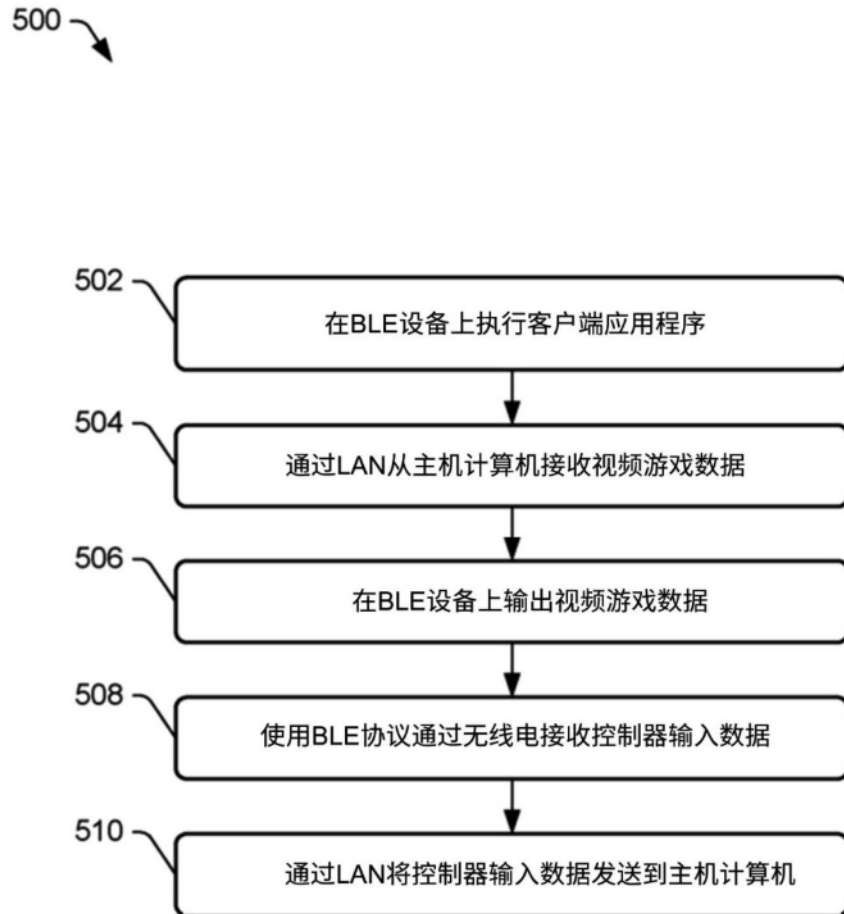 500
502
在BLE设备上执行客户端应用程序
504
通过LAN从主机计算机接收视频游戏数据
506
在BLE设备上输出视频游戏数据
508
使用BLE协议通过无线电接收控制器输入数据
510
通过LAN将控制器输入数据发送到主机计算机